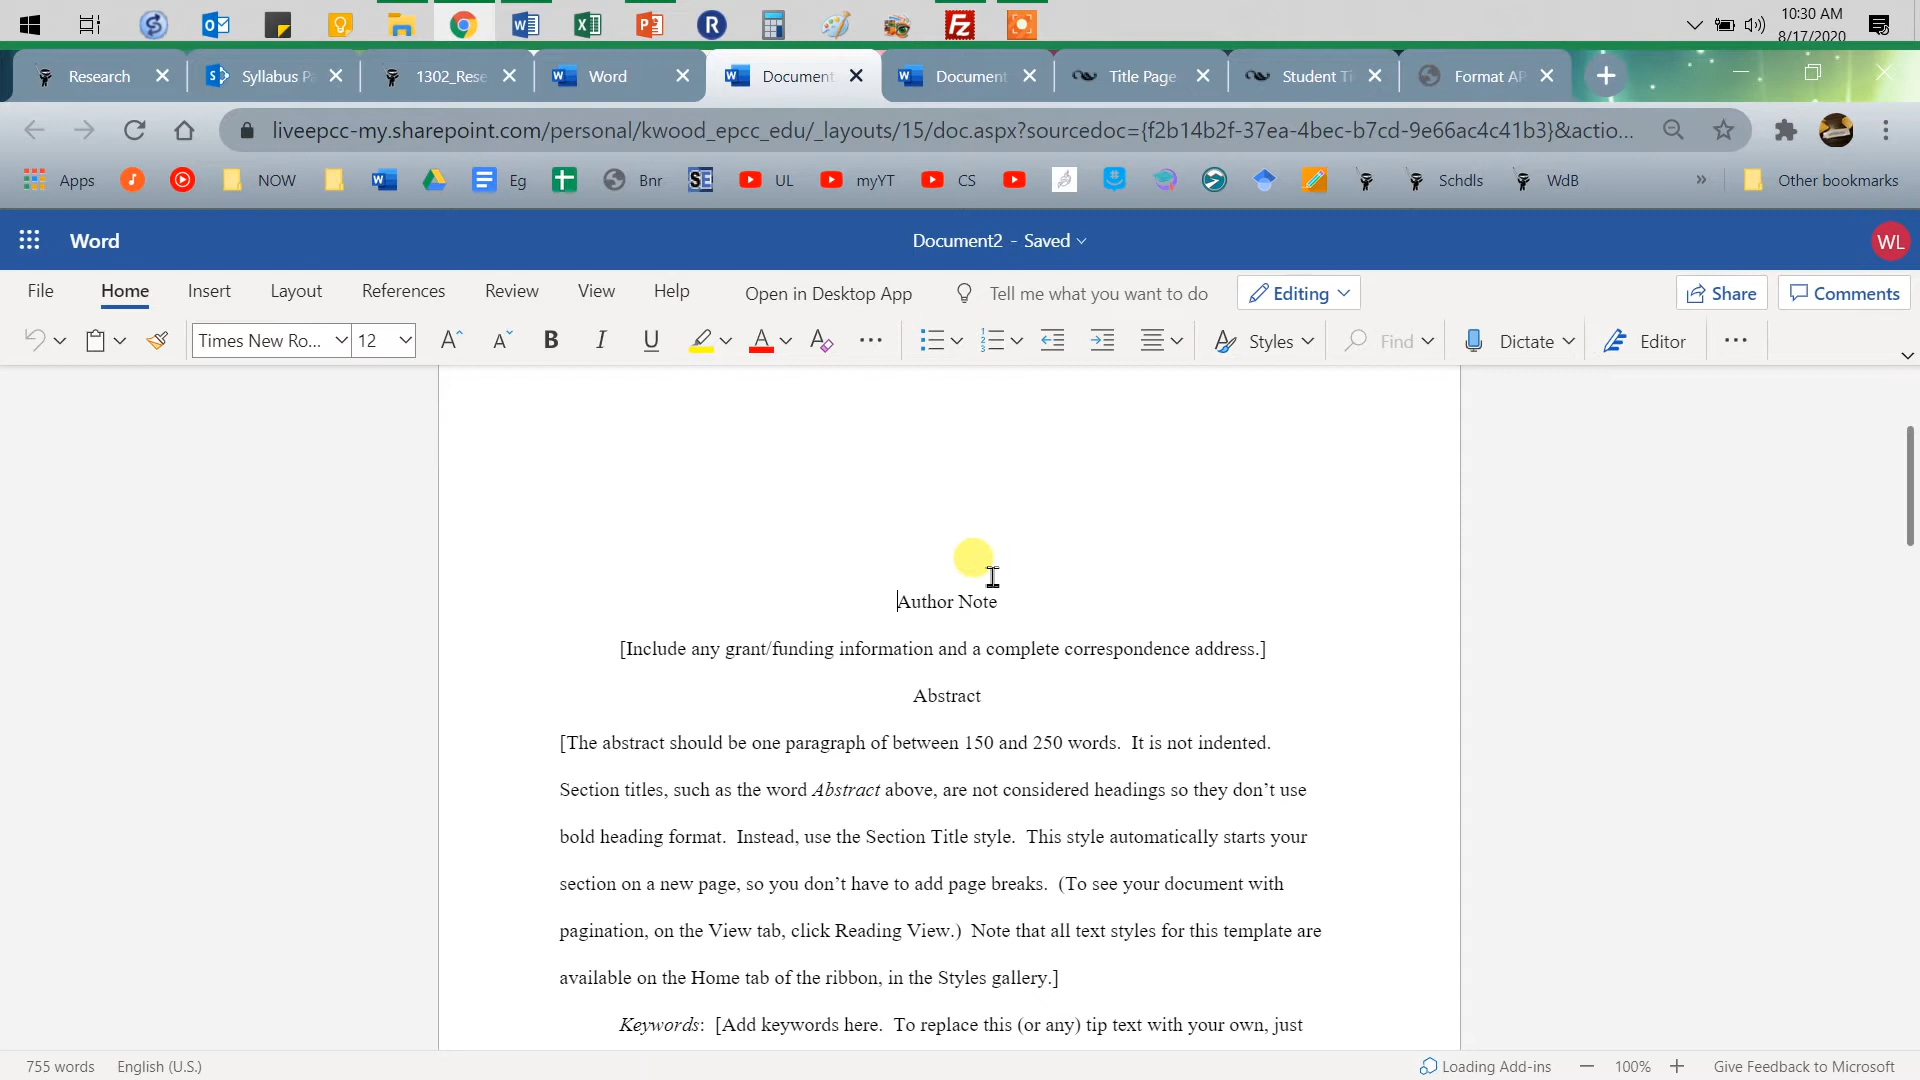 10:30 AM
8/17/2020
Research
Syllabus Pa
1302_Rese
Word
Document
Document
Title Page
Student Ti
Format AP
liveepcc-my.sharepoint.com/personal/kwood_epcc_edu/_layouts/15/doc.aspx?sourcedoc={f2b14b2f-37ea-4bec-b7cd-9e66ac4c41b3}&actio...
Apps NOW Eg Bnr SE UL myYT CS Schdls WdB » Other bookmarks
Word Document2 - Saved WL
File Home Insert Layout References Review View Help Open in Desktop App Tell me what you want to do Editing Share Comments
Times New Ro... 12 A A B I U A A Styles Find Dictate Editor
Author Note
[Include any grant/funding information and a complete correspondence address.]
Abstract
[The abstract should be one paragraph of between 150 and 250 words. It is not indented.
Section titles, such as the word Abstract above, are not considered headings so they don’t use
bold heading format. Instead, use the Section Title style. This style automatically starts your
section on a new page, so you don’t have to add page breaks. (To see your document with
pagination, on the View tab, click Reading View.) Note that all text styles for this template are
available on the Home tab of the ribbon, in the Styles gallery.]
Keywords: [Add keywords here. To replace this (or any) tip text with your own, just
755 words English (U.S.) Loading Add-ins 100% Give Feedback to Microsoft